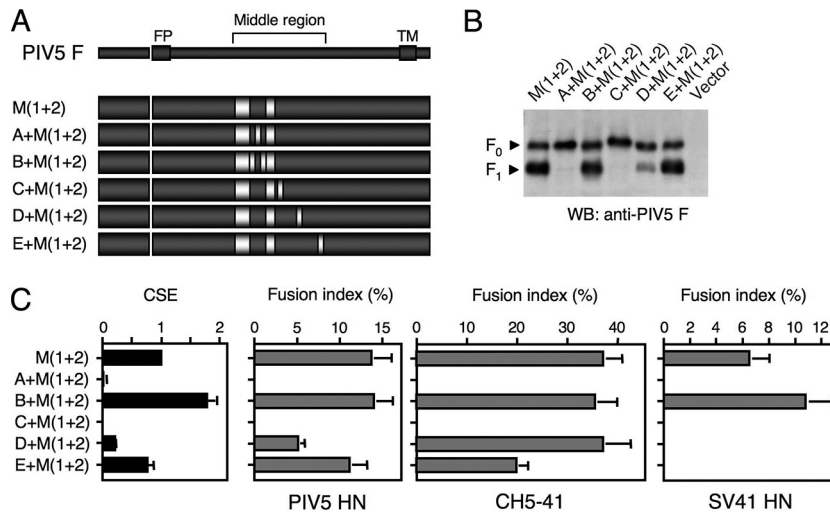 A
Middle region
FP
TM
PIV5 F
M(1+2)
A+M(1+2)
B+M(1+2)
C+M(1+2)
D+M(1+2)
E+M(1+2)
B
M(1+2)
A+M(1+2)
B+M(1+2)
C+M(1+2)
D+M(1+2)
E+M(1+2)
Vector
F0
F1
WB: anti-PIV5 F
C
CSE
Fusion index (%)
Fusion index (%)
Fusion index (%)
0 1 2
0 5 10 15
0 10 20 30 40
0 2 4 6 8 10 12
M(1+2)
A+M(1+2)
B+M(1+2)
C+M(1+2)
D+M(1+2)
E+M(1+2)
PIV5 HN
CH5-41
SV41 HN